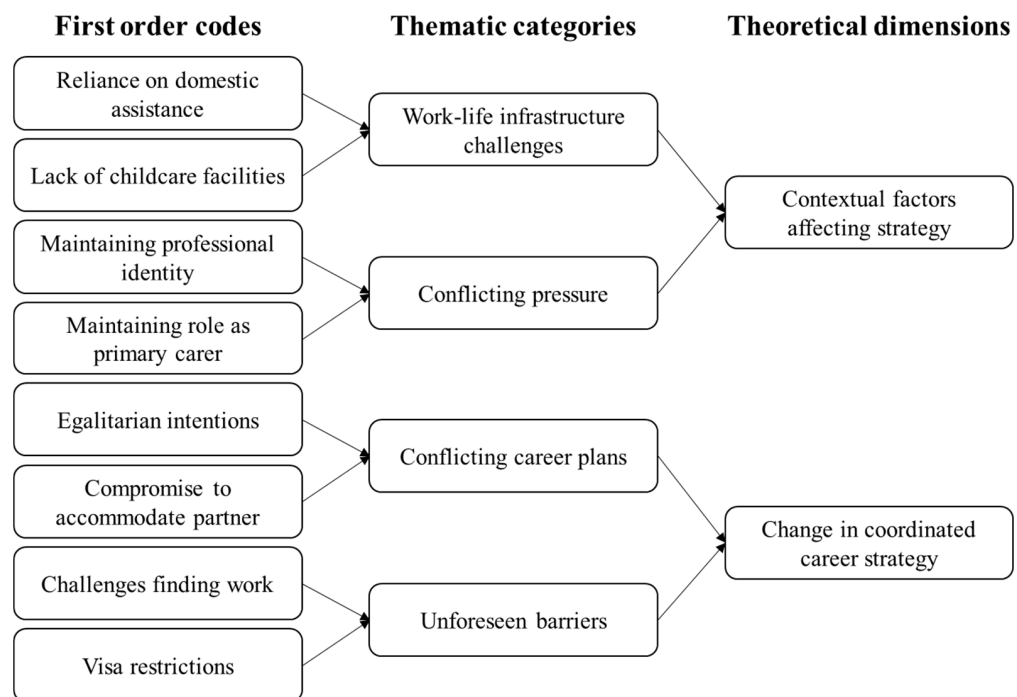 First order codes
Thematic categories
Theoretical dimensions
Reliance on domestic
assistance
Lack of childcare facilities
Maintaining professional
identity
Maintaining role as
primary carer
Egalitarian intentions
Compromise to
accommodate partner
Challenges finding work
Visa restrictions
Work-life infrastructure
challenges
Conflicting pressure
Conflicting career plans
Unforeseen barriers
Contextual factors
affecting strategy
Change in coordinated
career strategy